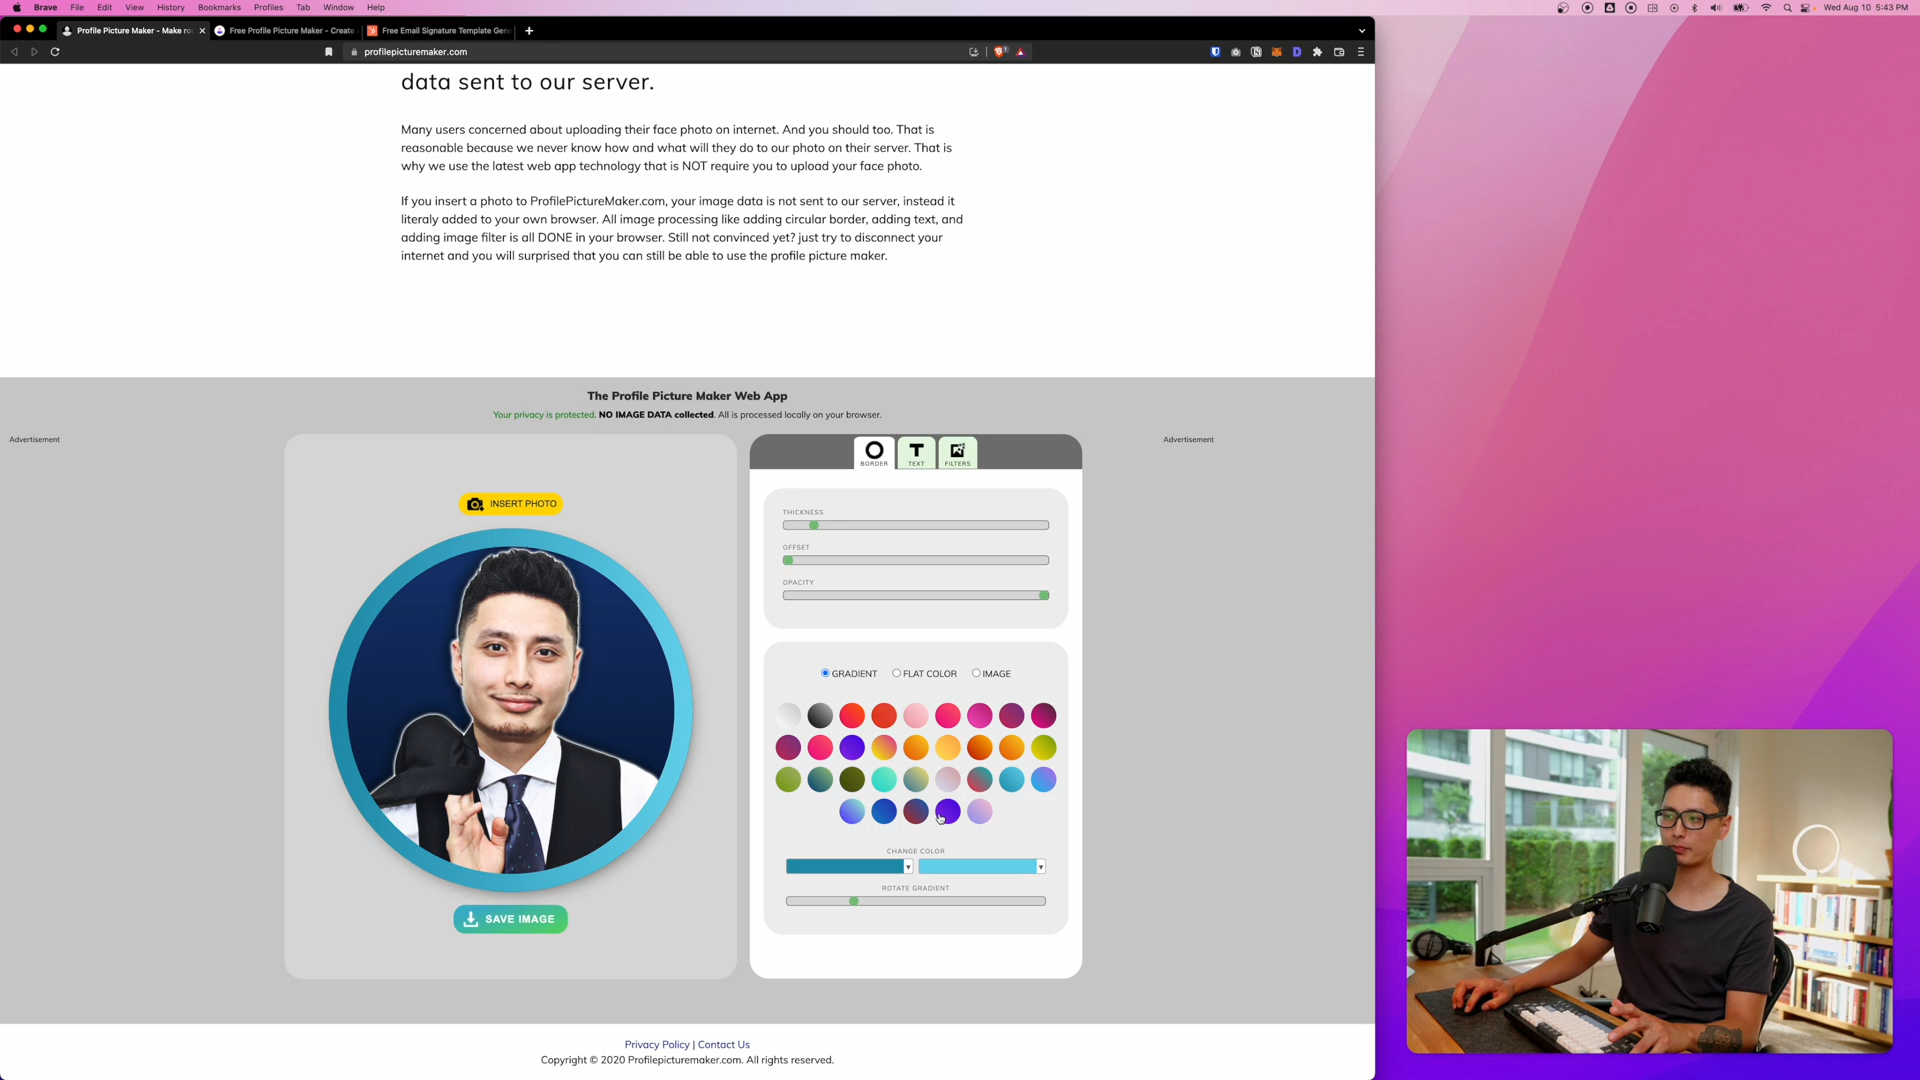 Brave File Edit View History Bookmarks Profiles Tab Window Help
Wed Aug 10 5:43 PM
Profile Picture Maker - Make ro
Free Profile Picture Maker - Create
Free Email Signature Template Gen
profilepicturemaker.com
data sent to our server.
Many users concerned about uploading their face photo on internet. And you should too. That is
reasonable because we never know how and what will they do to our photo on their server. That is
why we use the latest web app technology that is NOT require you to upload your face photo.
If you insert a photo to ProfilePictureMaker.com, your image data is not sent to our server, instead it
literaly added to your own browser. All image processing like adding circular border, adding text, and
adding image filter is all DONE in your browser. Still not convinced yet? just try to disconnect your
internet and you will surprised that you can still be able to use the profile picture maker.
The Profile Picture Maker Web App
Your privacy is protected. NO IMAGE DATA collected. All is processed locally on your browser.
Advertisement
Advertisement
BORDER
TEXT
FILTERS
INSERT PHOTO
THICKNESS
OFFSET
OPACITY
GRADIENT
FLAT COLOR
IMAGE
CHANGE COLOR
ROTATE GRADIENT
SAVE IMAGE
Privacy Policy | Contact Us
Copyright © 2020 Profilepicturemaker.com. All rights reserved.